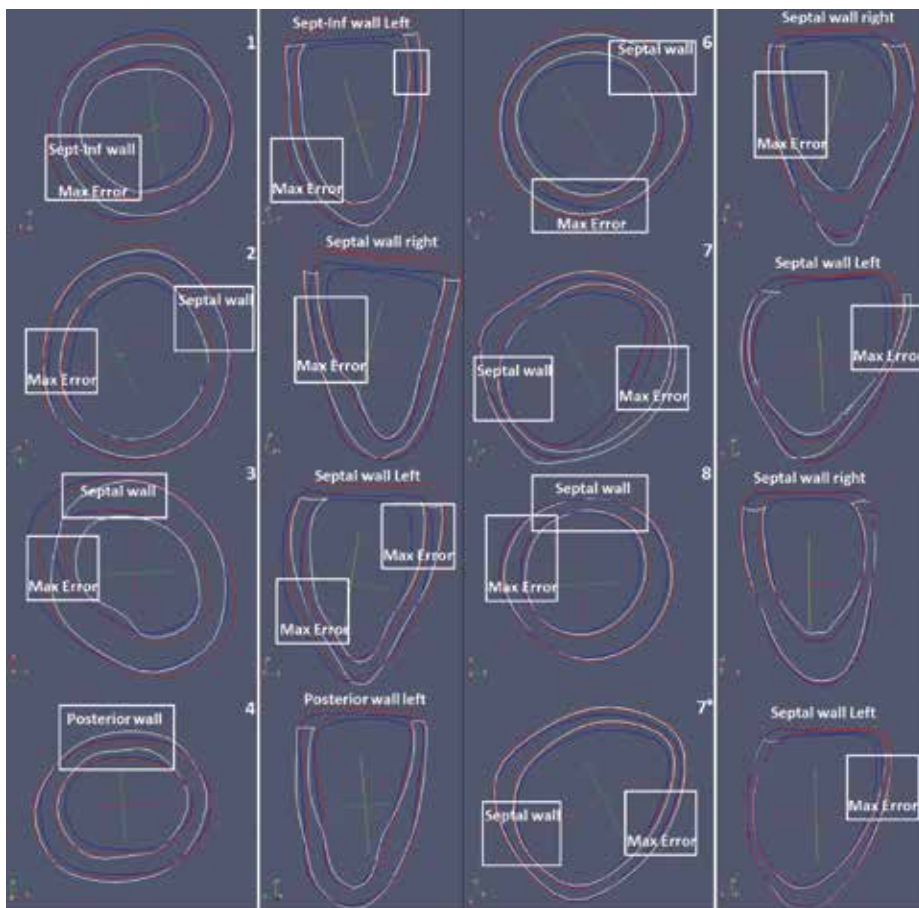 1
Sept-Inf wall
Max Error
Sept-Inf wall Left
Max Error
6
Septal wall
Max Error
Septal wall right
Max Error
2
Septal wall
Max Error
Septal wall right
Max Error
7
Septal wall
Max Error
Septal wall Left
Max Error
3
Septal wall
Max Error
Septal wall Left
Max Error
Max Error
8
Septal wall
Max Error
Septal wall right
4
Posterior wall
Posterior wall left
7*
Septal wall
Max Error
Septal wall Left
Max Error